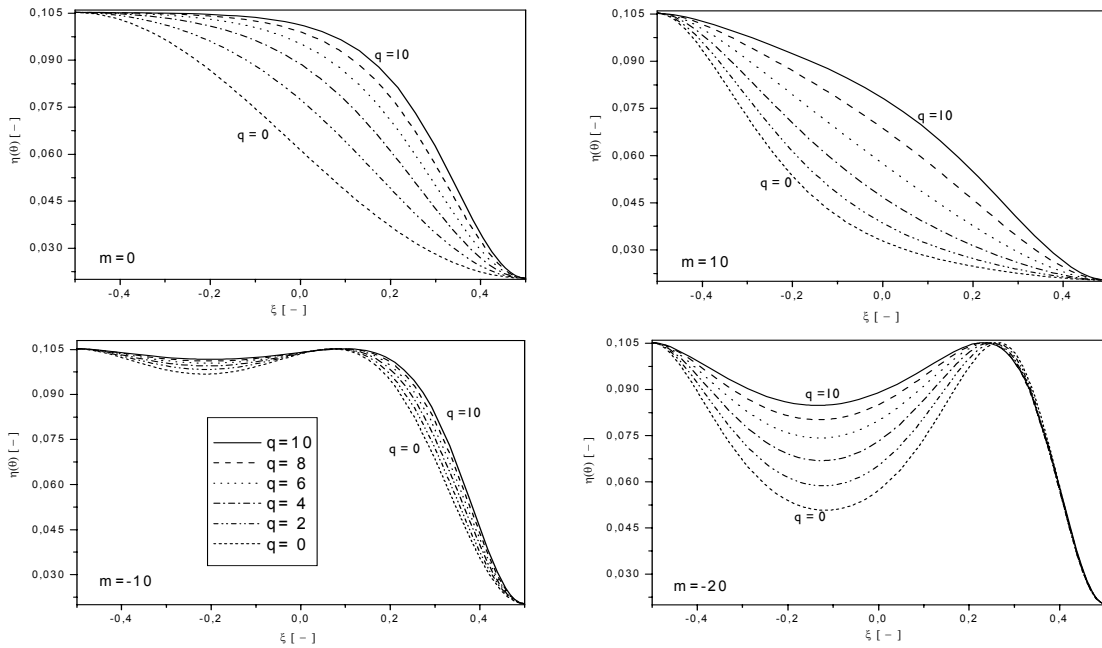 0,105
0,090
0,075
0,060
0,045
0,030
η(θ) [ − ]
q =10
q = 0
m=0
-0,4
-0,2
0,0
0,2
0,4
ξ [ − ]
0,105
0,090
0,075
0,060
0,045
0,030
η(θ) [ − ]
q =10
q = 0
m=10
-0,4
-0,2
0,0
0,2
0,4
ξ [ − ]
0,105
0,090
0,075
0,060
0,045
0,030
η(θ) [ − ]
q =10
q = 0
q=10
q= 8
q= 6
q= 4
q= 2
q= 0
m=-10
-0,4
-0,2
0,0
0,2
0,4
ξ [ − ]
0,105
0,090
0,075
0,060
0,045
0,030
η(θ) [ − ]
q =10
q = 0
m=-20
-0,4
-0,2
0,0
0,2
0,4
ξ [ − ]